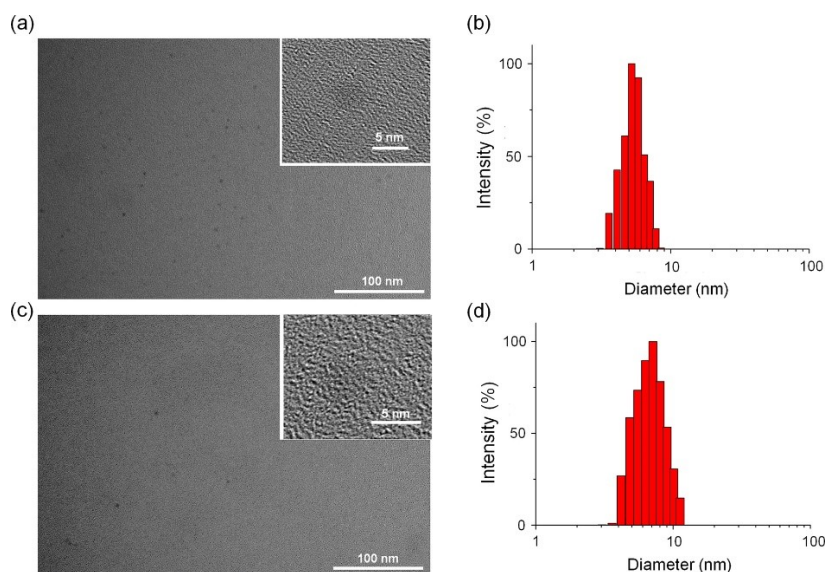 (a)
5 nm
100 nm
(b)
Intensity (%)
100
50
0
1
10
100
Diameter (nm)
(c)
5 nm
100 nm
(d)
Intensity (%)
100
50
0
1
10
100
Diameter (nm)